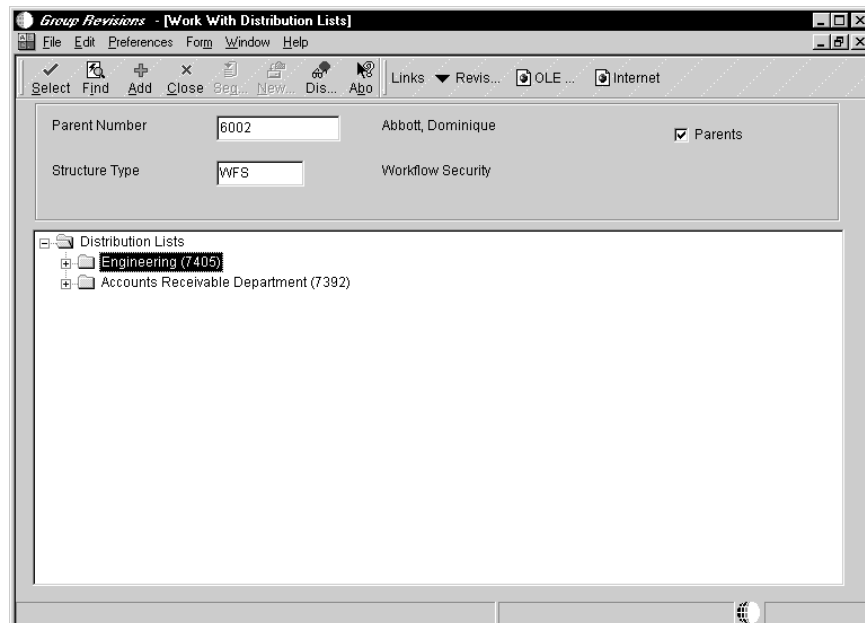 Group Revisions - [Work With Distribution Lists]
File Edit Preferences Form Window Help
Select Find Add Close Seq... New... Dis... Abo Links Revis... OLE ... Internet
Parent Number 6002 Abbott, Dominique Parents
Structure Type WFS Workflow Security
Distribution Lists
Engineering (7405)
Accounts Receivable Department (7392)